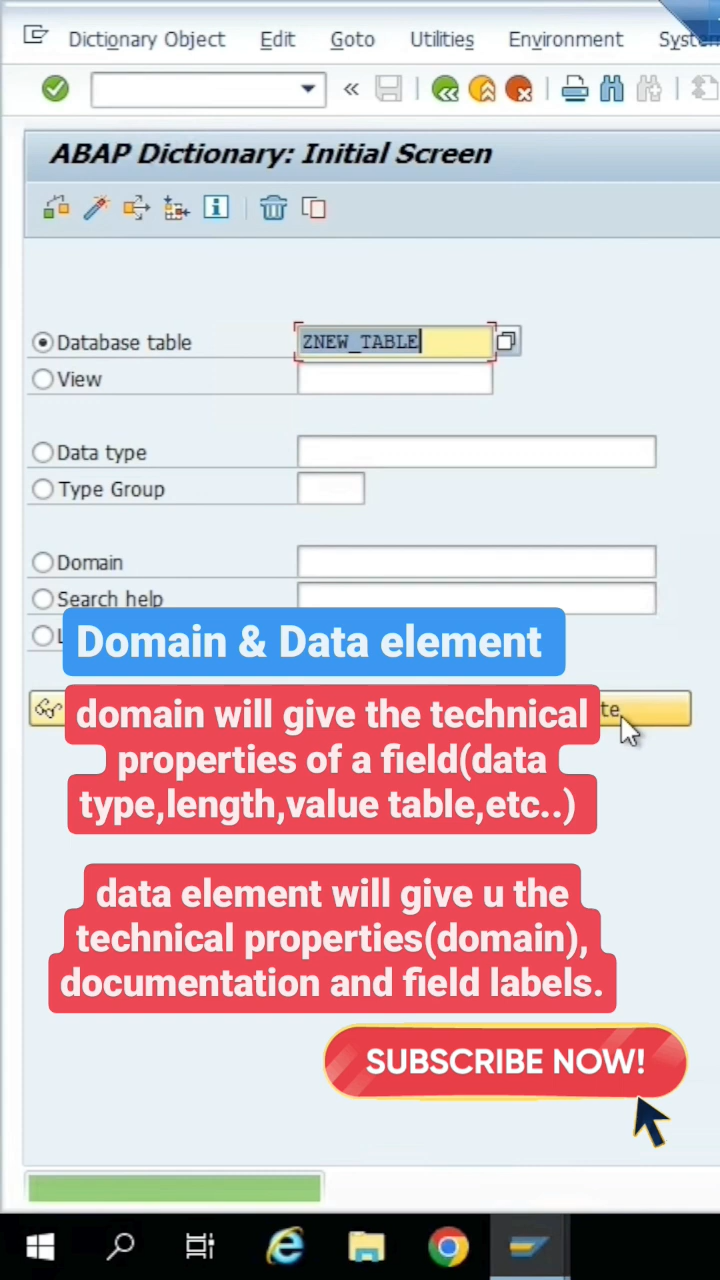 Dictionary Object Edit Goto Utilities Environment System
ABAP Dictionary: Initial Screen
Database table ZNEW_TABLE
View
Data type
Type Group
Domain
Search help
L
Domain & Data element
te
domain will give the technical
properties of a field(data
type,length,value table,etc..)
data element will give u the
technical properties(domain),
documentation and field labels.
SUBSCRIBE NOW!